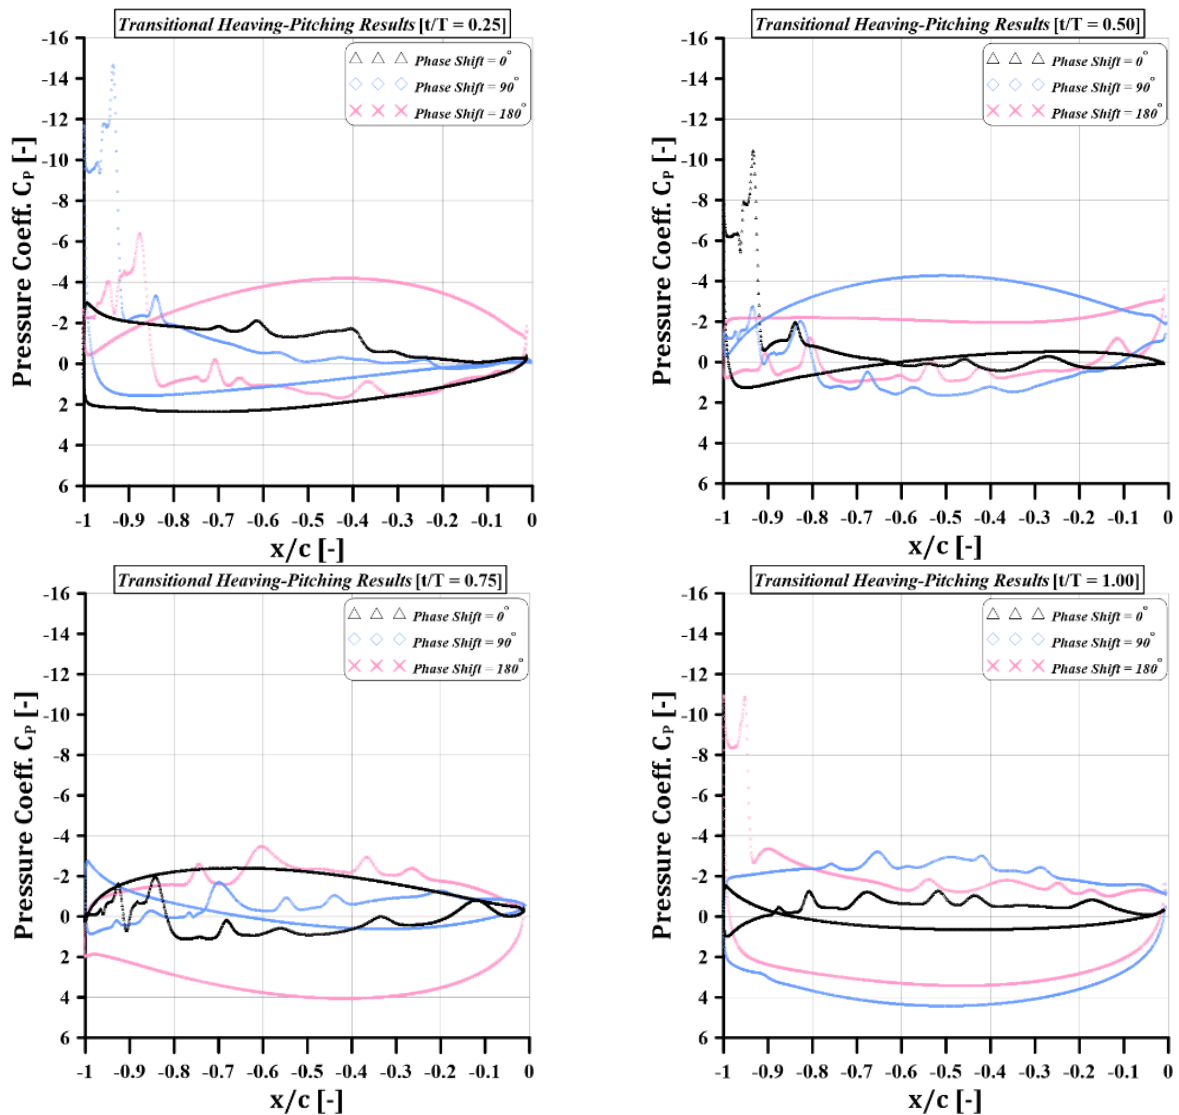 Transitional Heaving-Pitching Results [t/T = 0.25]
-16
-14
-12
-10
-8
-6
-4
-2
0
2
4
6
Pressure Coeff. Cₚ [-]
Phase Shift = 0°
Phase Shift = 90°
Phase Shift = 180°
-1 -0.9 -0.8 -0.7 -0.6 -0.5 -0.4 -0.3 -0.2 -0.1 0
x/c [-]
Transitional Heaving-Pitching Results [t/T = 0.50]
-16
-14
-12
-10
-8
-6
-4
-2
0
2
4
6
Pressure Coeff. Cₚ [-]
Phase Shift = 0°
Phase Shift = 90°
Phase Shift = 180°
-1 -0.9 -0.8 -0.7 -0.6 -0.5 -0.4 -0.3 -0.2 -0.1 0
x/c [-]
Transitional Heaving-Pitching Results [t/T = 0.75]
-16
-14
-12
-10
-8
-6
-4
-2
0
2
4
6
Pressure Coeff. Cₚ [-]
Phase Shift = 0°
Phase Shift = 90°
Phase Shift = 180°
-1 -0.9 -0.8 -0.7 -0.6 -0.5 -0.4 -0.3 -0.2 -0.1 0
x/c [-]
Transitional Heaving-Pitching Results [t/T = 1.00]
-16
-14
-12
-10
-8
-6
-4
-2
0
2
4
6
Pressure Coeff. Cₚ [-]
Phase Shift = 0°
Phase Shift = 90°
Phase Shift = 180°
-1 -0.9 -0.8 -0.7 -0.6 -0.5 -0.4 -0.3 -0.2 -0.1 0
x/c [-]